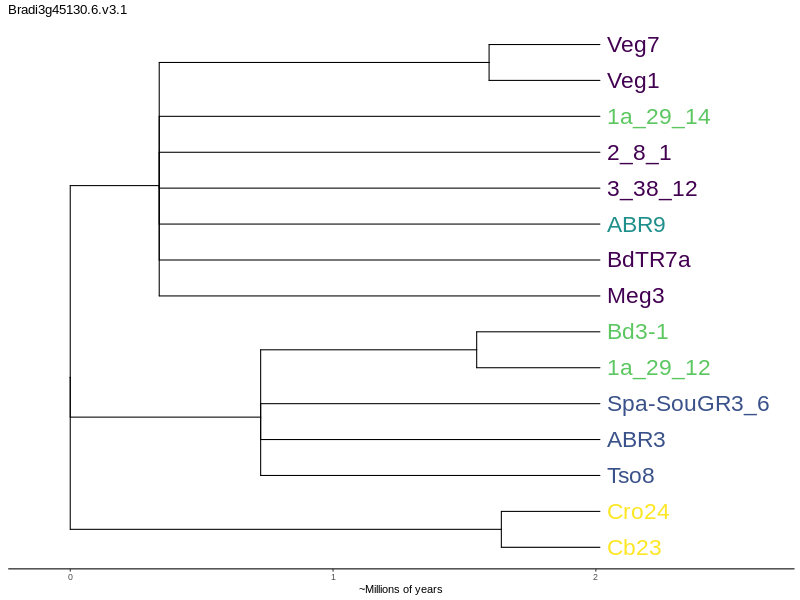 Bradi3g45130.6.v3.1
Veg7
Veg1
1a_29_14
2_8_1
3_38_12
ABR9
BdTR7a
Meg3
Bd3-1
1a_29_12
Spa-SouGR3_6
ABR3
Tso8
Cro24
Cb23
0 1 2
~Millions of years